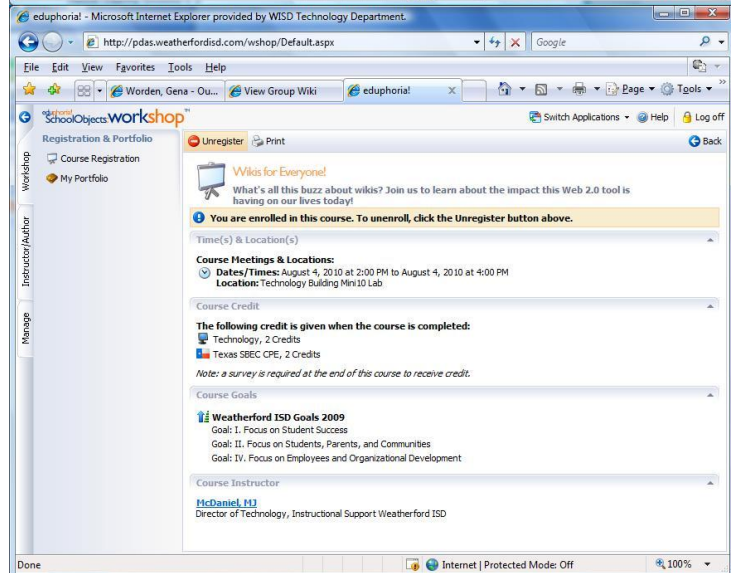 eduphoria! - Microsoft Internet Explorer provided by WISD Technology Department.
http://pdas.weatherfordisd.com/wshop/Default.aspx
Google
File Edit View Favorites Tools Help
Worden, Gena - Ou...
View Group Wiki
eduphoria!
Page
Tools
eduphoria! SchoolObjects:workshop™
Switch Applications
Help
Log off
Workshop
Instructor/Author
Manage
Registration & Portfolio
Course Registration
My Portfolio
Unregister
Print
Back
Wikis for Everyone!
What's all this buzz about wikis? Join us to learn about the impact this Web 2.0 tool is
having on our lives today!
You are enrolled in this course. To unenroll, click the Unregister button above.
Time(s) & Location(s)
Course Meetings & Locations:
Dates/Times: August 4, 2010 at 2:00 PM to August 4, 2010 at 4:00 PM
Location: Technology Building Mini10 Lab
Course Credit
The following credit is given when the course is completed:
Technology, 2 Credits
Texas SBEC CPE, 2 Credits
Note: a survey is required at the end of this course to receive credit.
Course Goals
Weatherford ISD Goals 2009
Goal: I. Focus on Student Success
Goal: II. Focus on Students, Parents, and Communities
Goal: IV. Focus on Employees and Organizational Development
Course Instructor
McDaniel, MJ
Director of Technology, Instructional Support Weatherford ISD
Done
Internet | Protected Mode: Off
100%